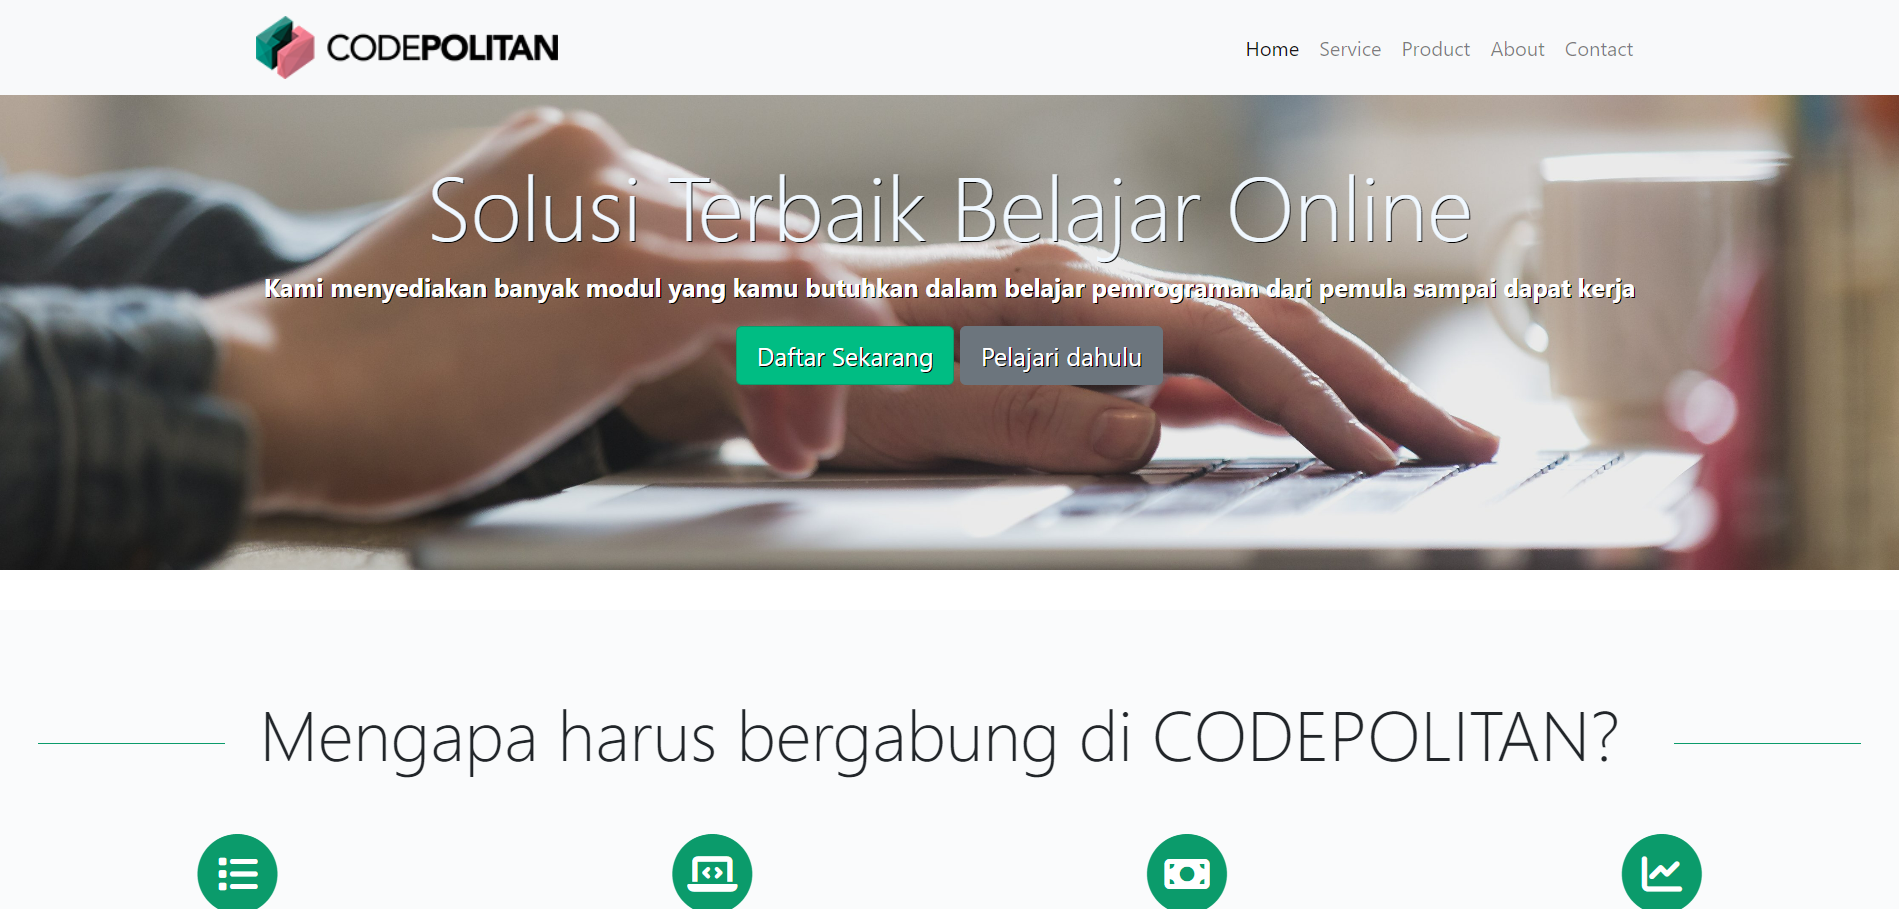 CODEPOLITAN
Home Service Product About Contact
Solusi Terbaik Belajar Online
Kami menyediakan banyak modul yang kamu butuhkan dalam belajar pemrograman dari pemula sampai dapat kerja
Daftar Sekarang Pelajari dahulu
Mengapa harus bergabung di CODEPOLITAN?